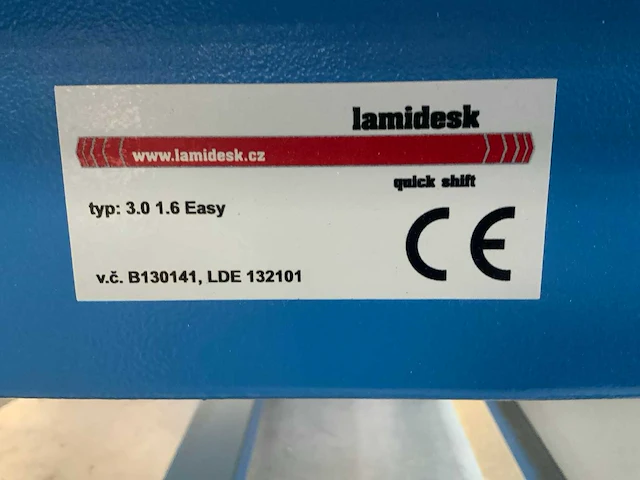 lamidesk
www.lamidesk.cz
quick shift
typ: 3.0 1.6 Easy
CE
v.č. B130141, LDE 132101